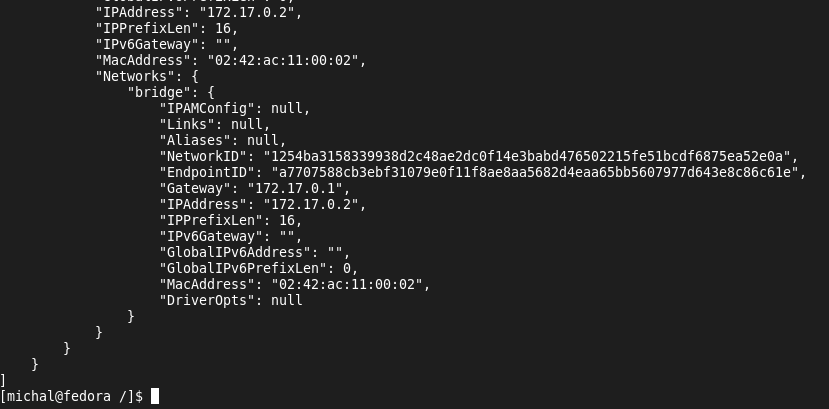 "IPAddress": "172.17.0.2",
"IPPrefixLen": 16,
"IPv6Gateway": "",
"MacAddress": "02:42:ac:11:00:02",
"Networks": {
"bridge": {
"IPAMConfig": null,
"Links": null,
"Aliases": null,
"NetworkID": "1254ba3158339938d2c48ae2dc0f14e3babd476502215fe51bcdf6875ea52e0a",
"EndpointID": "a7707588cb3ebf31079e0f11f8ae8aa5682d4eaa65bb5607977d643e8c86c61e",
"Gateway": "172.17.0.1",
"IPAddress": "172.17.0.2",
"IPPrefixLen": 16,
"IPv6Gateway": "",
"GlobalIPv6Address": "",
"GlobalIPv6PrefixLen": 0,
"MacAddress": "02:42:ac:11:00:02",
"DriverOpts": null
}
}
}
}
]
[michal@fedora /]$